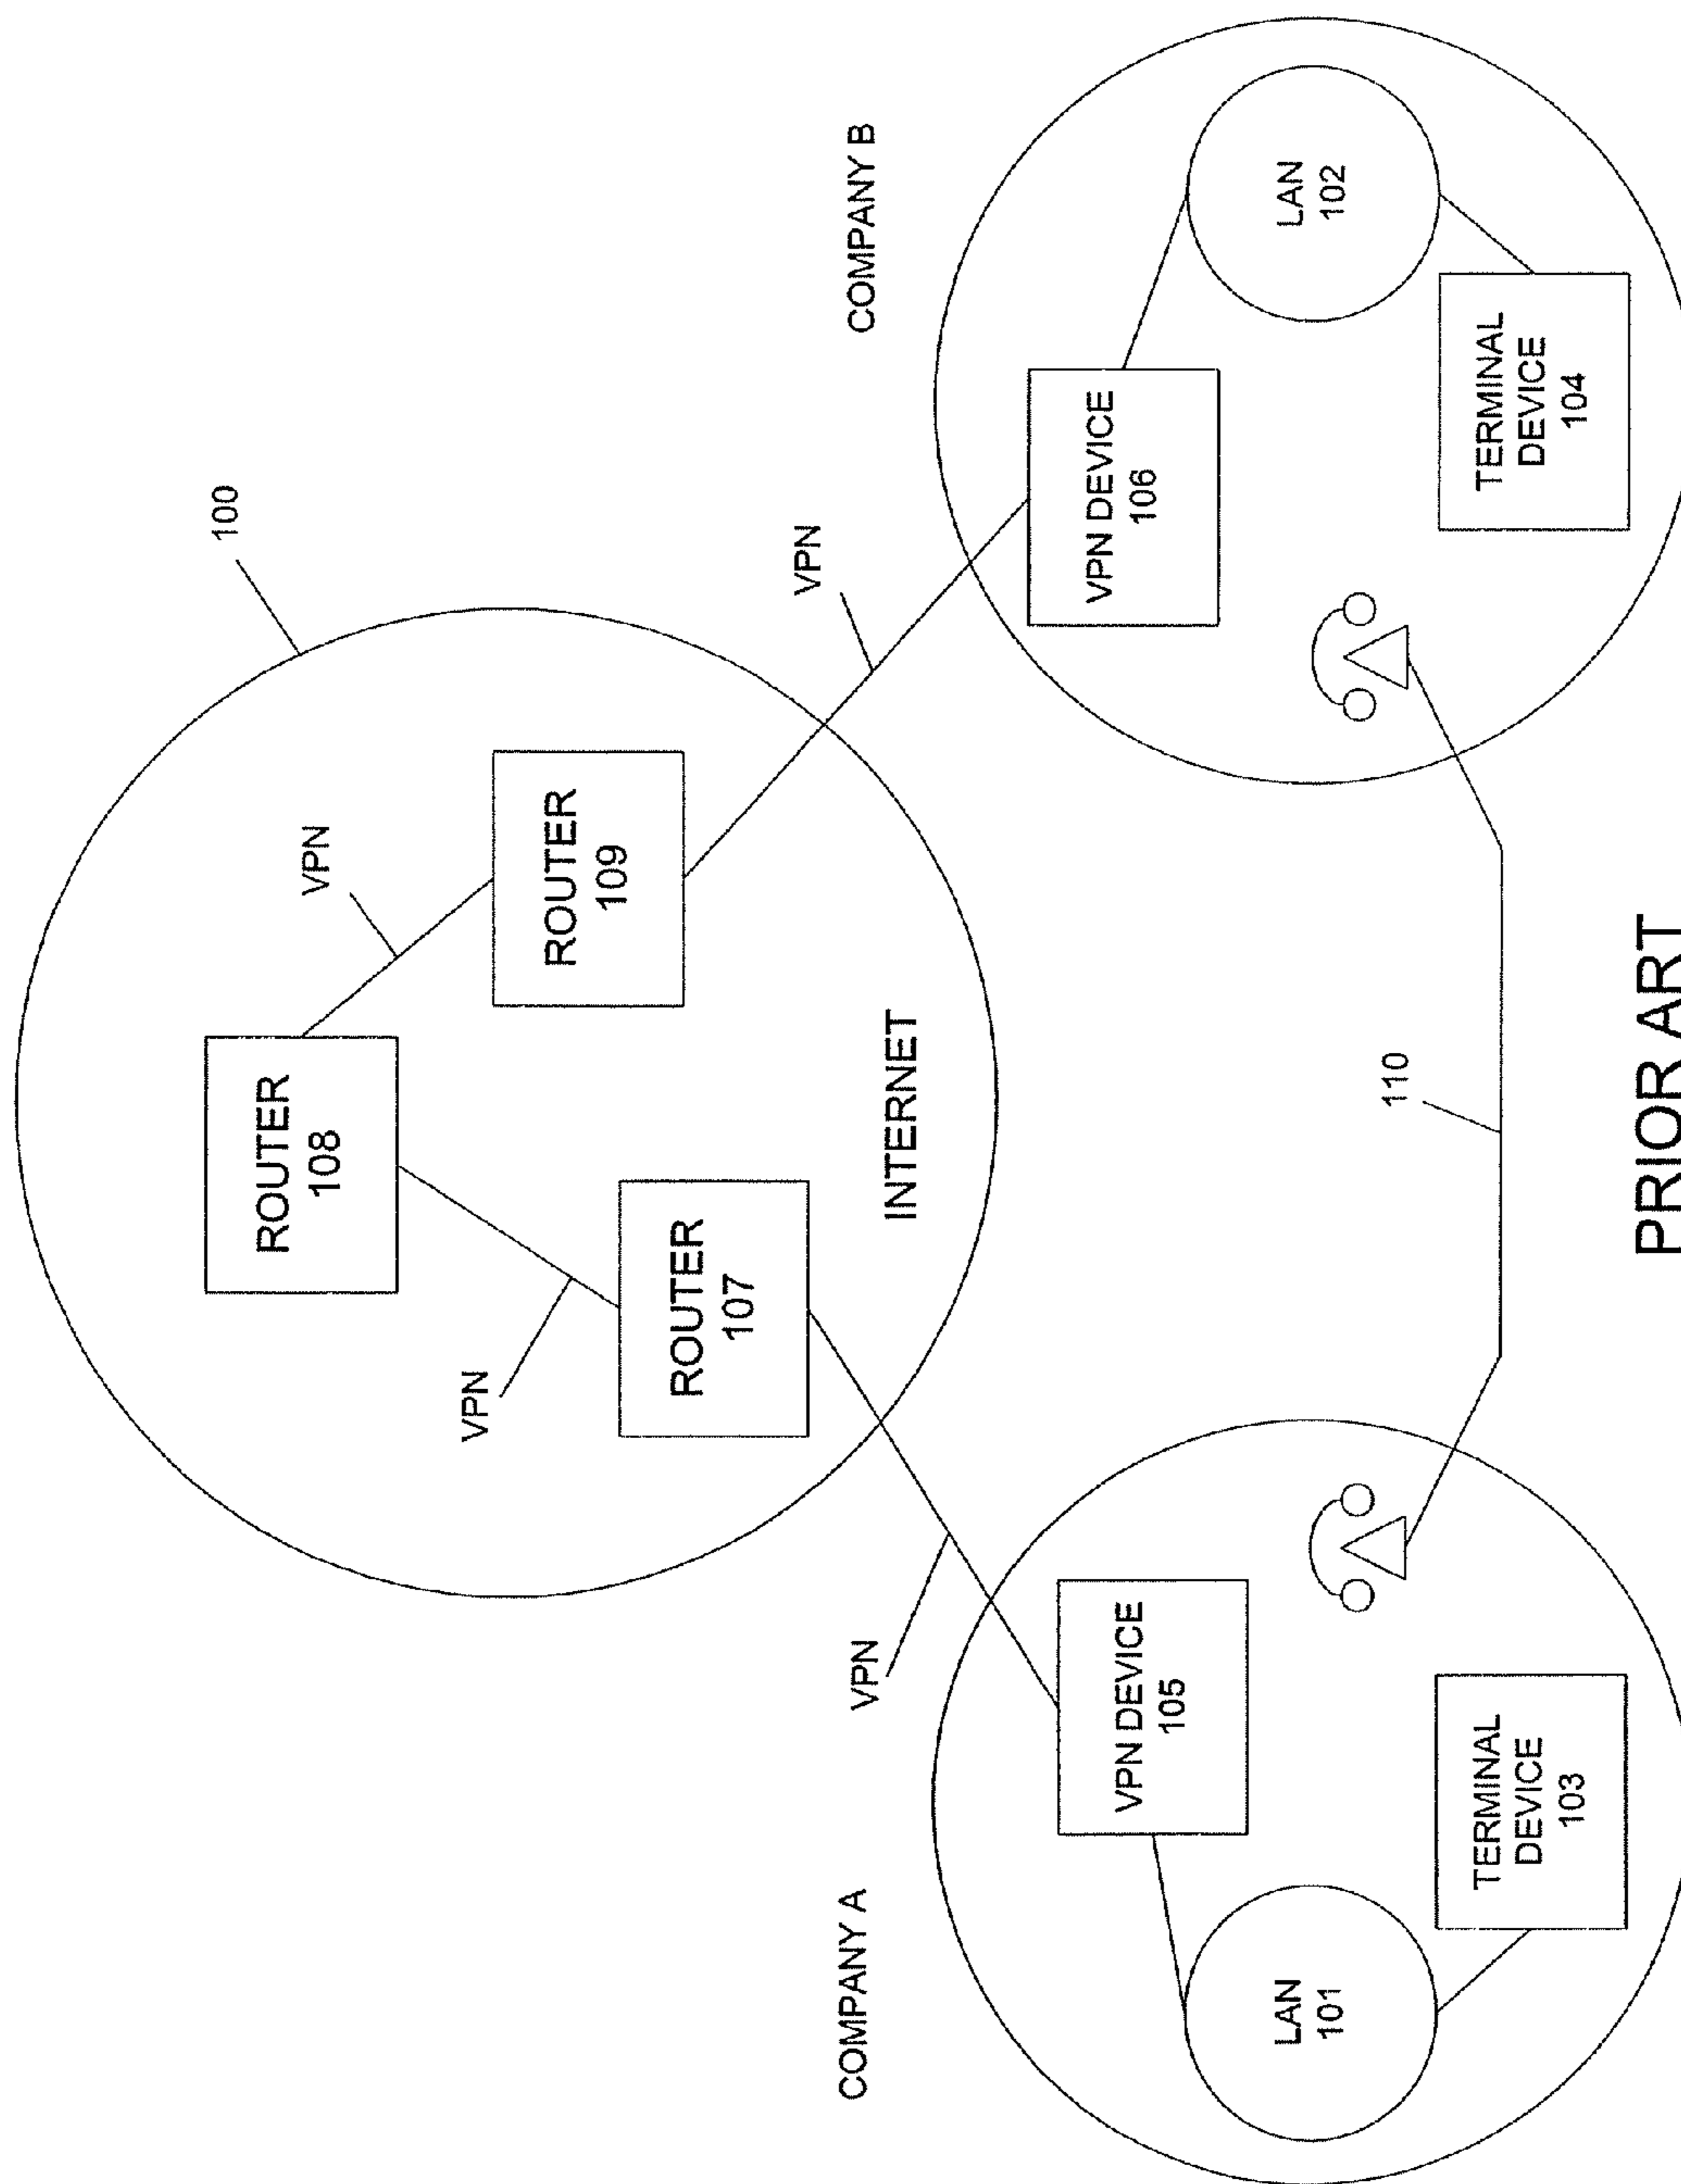 100
ROUTER
108
VPN
VPN
ROUTER
109
ROUTER
107
INTERNET
VPN
VPN
COMPANY A
COMPANY B
VPN DEVICE
105
VPN DEVICE
106
LAN
101
LAN
102
TERMINAL
DEVICE
103
TERMINAL
DEVICE
104
110
PRIOR ART